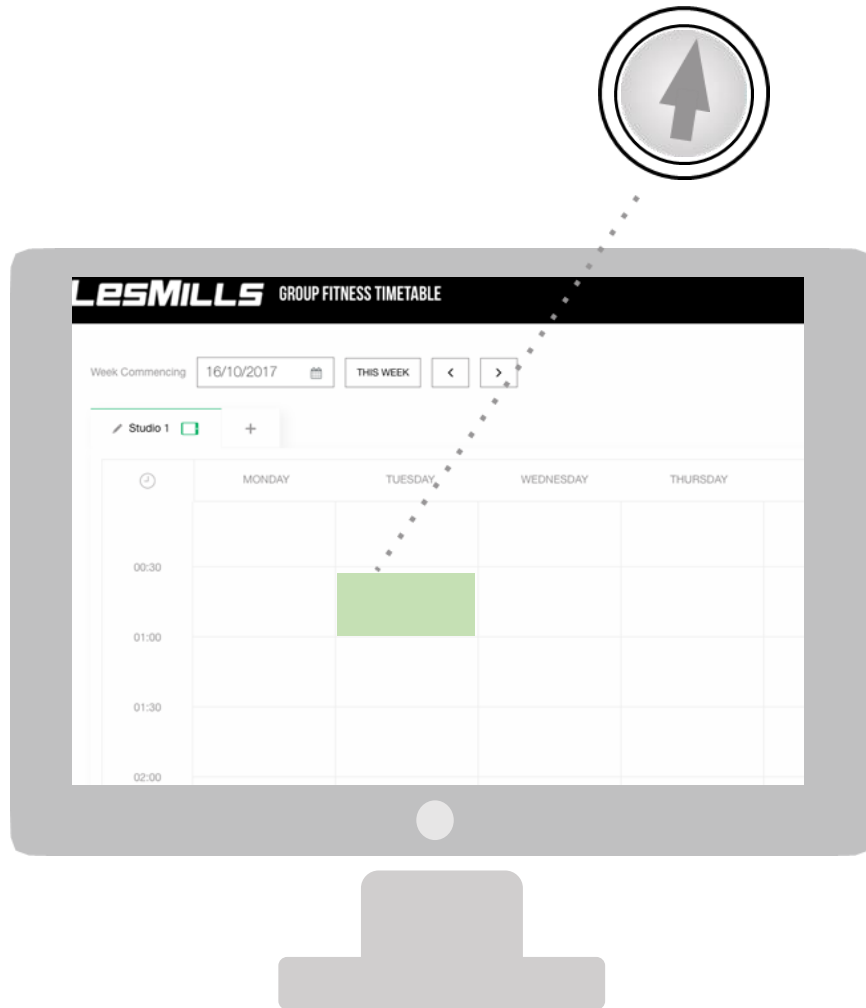 LesMILLS GROUP FITNESS TIMETABLE
Week Commencing 16/10/2017 THIS WEEK < >
Studio 1 +
MONDAY TUESDAY WEDNESDAY THURSDAY
00:30
01:00
01:30
02:00